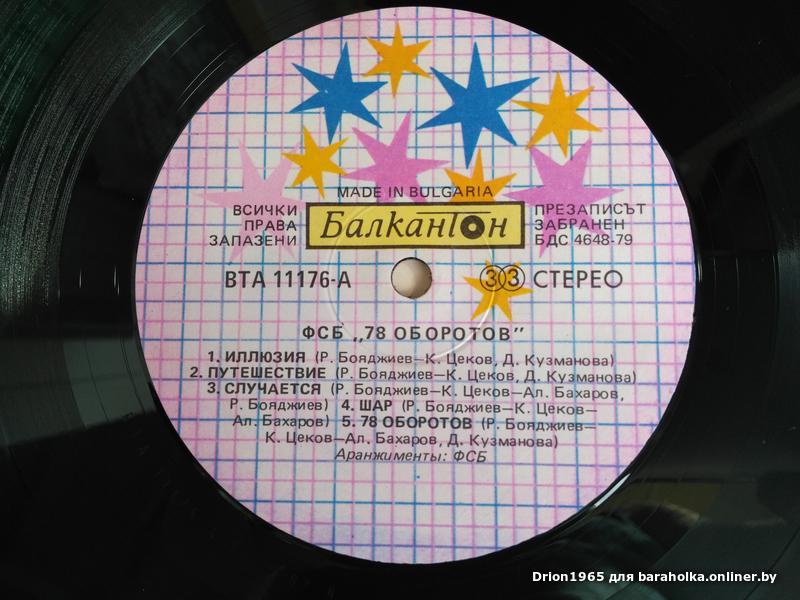 MADE IN BULGARIA
ВСИЧКИ
ПРАВА
ЗАПАЗЕНИ
Балкантон
ПРЕЗАПИСЪТ
ЗАБРАНЕН
БДС 4648-79
ВТА 11176-А
33 СТЕРЕО
ФСБ „78 ОБОРОТОВ”
1. ИЛЛЮЗИЯ (Р. Бояджиев—К. Цеков, Д. Кузманова)
2. ПУТЕШЕСТВИЕ (Р. Бояджиев—К. Цеков, Д. Кузманова)
3. СЛУЧАЕТСЯ (Р. Бояджиев—К. Цеков—Ал. Бахаров,
Р. Бояджиев) 4. ШАР (Р. Бояджиев—К. Цеков—
Ал. Бахаров) 5. 78 ОБОРОТОВ (Р. Бояджиев—
К. Цеков—Ал. Бахаров, Д. Кузманова)
Аранжименты: ФСБ
Drion1965 для baraholka.onliner.by